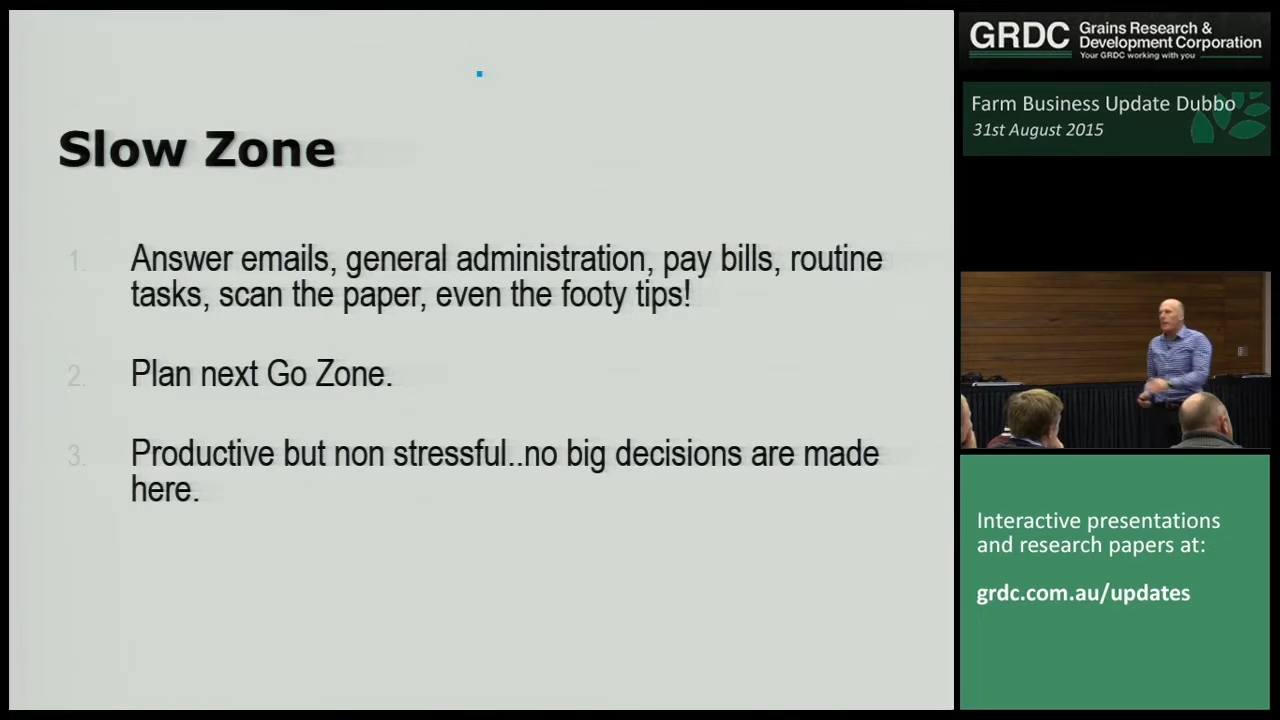 Slow Zone
1. Answer emails, general administration, pay bills, routine
tasks, scan the paper, even the footy tips!
2. Plan next Go Zone.
3. Productive but non stressful..no big decisions are made
here.
GRDC
Grains Research &
Development Corporation
Your GRDC working with you
Farm Business Update Dubbo
31st August 2015
Interactive presentations
and research papers at:
grdc.com.au/updates